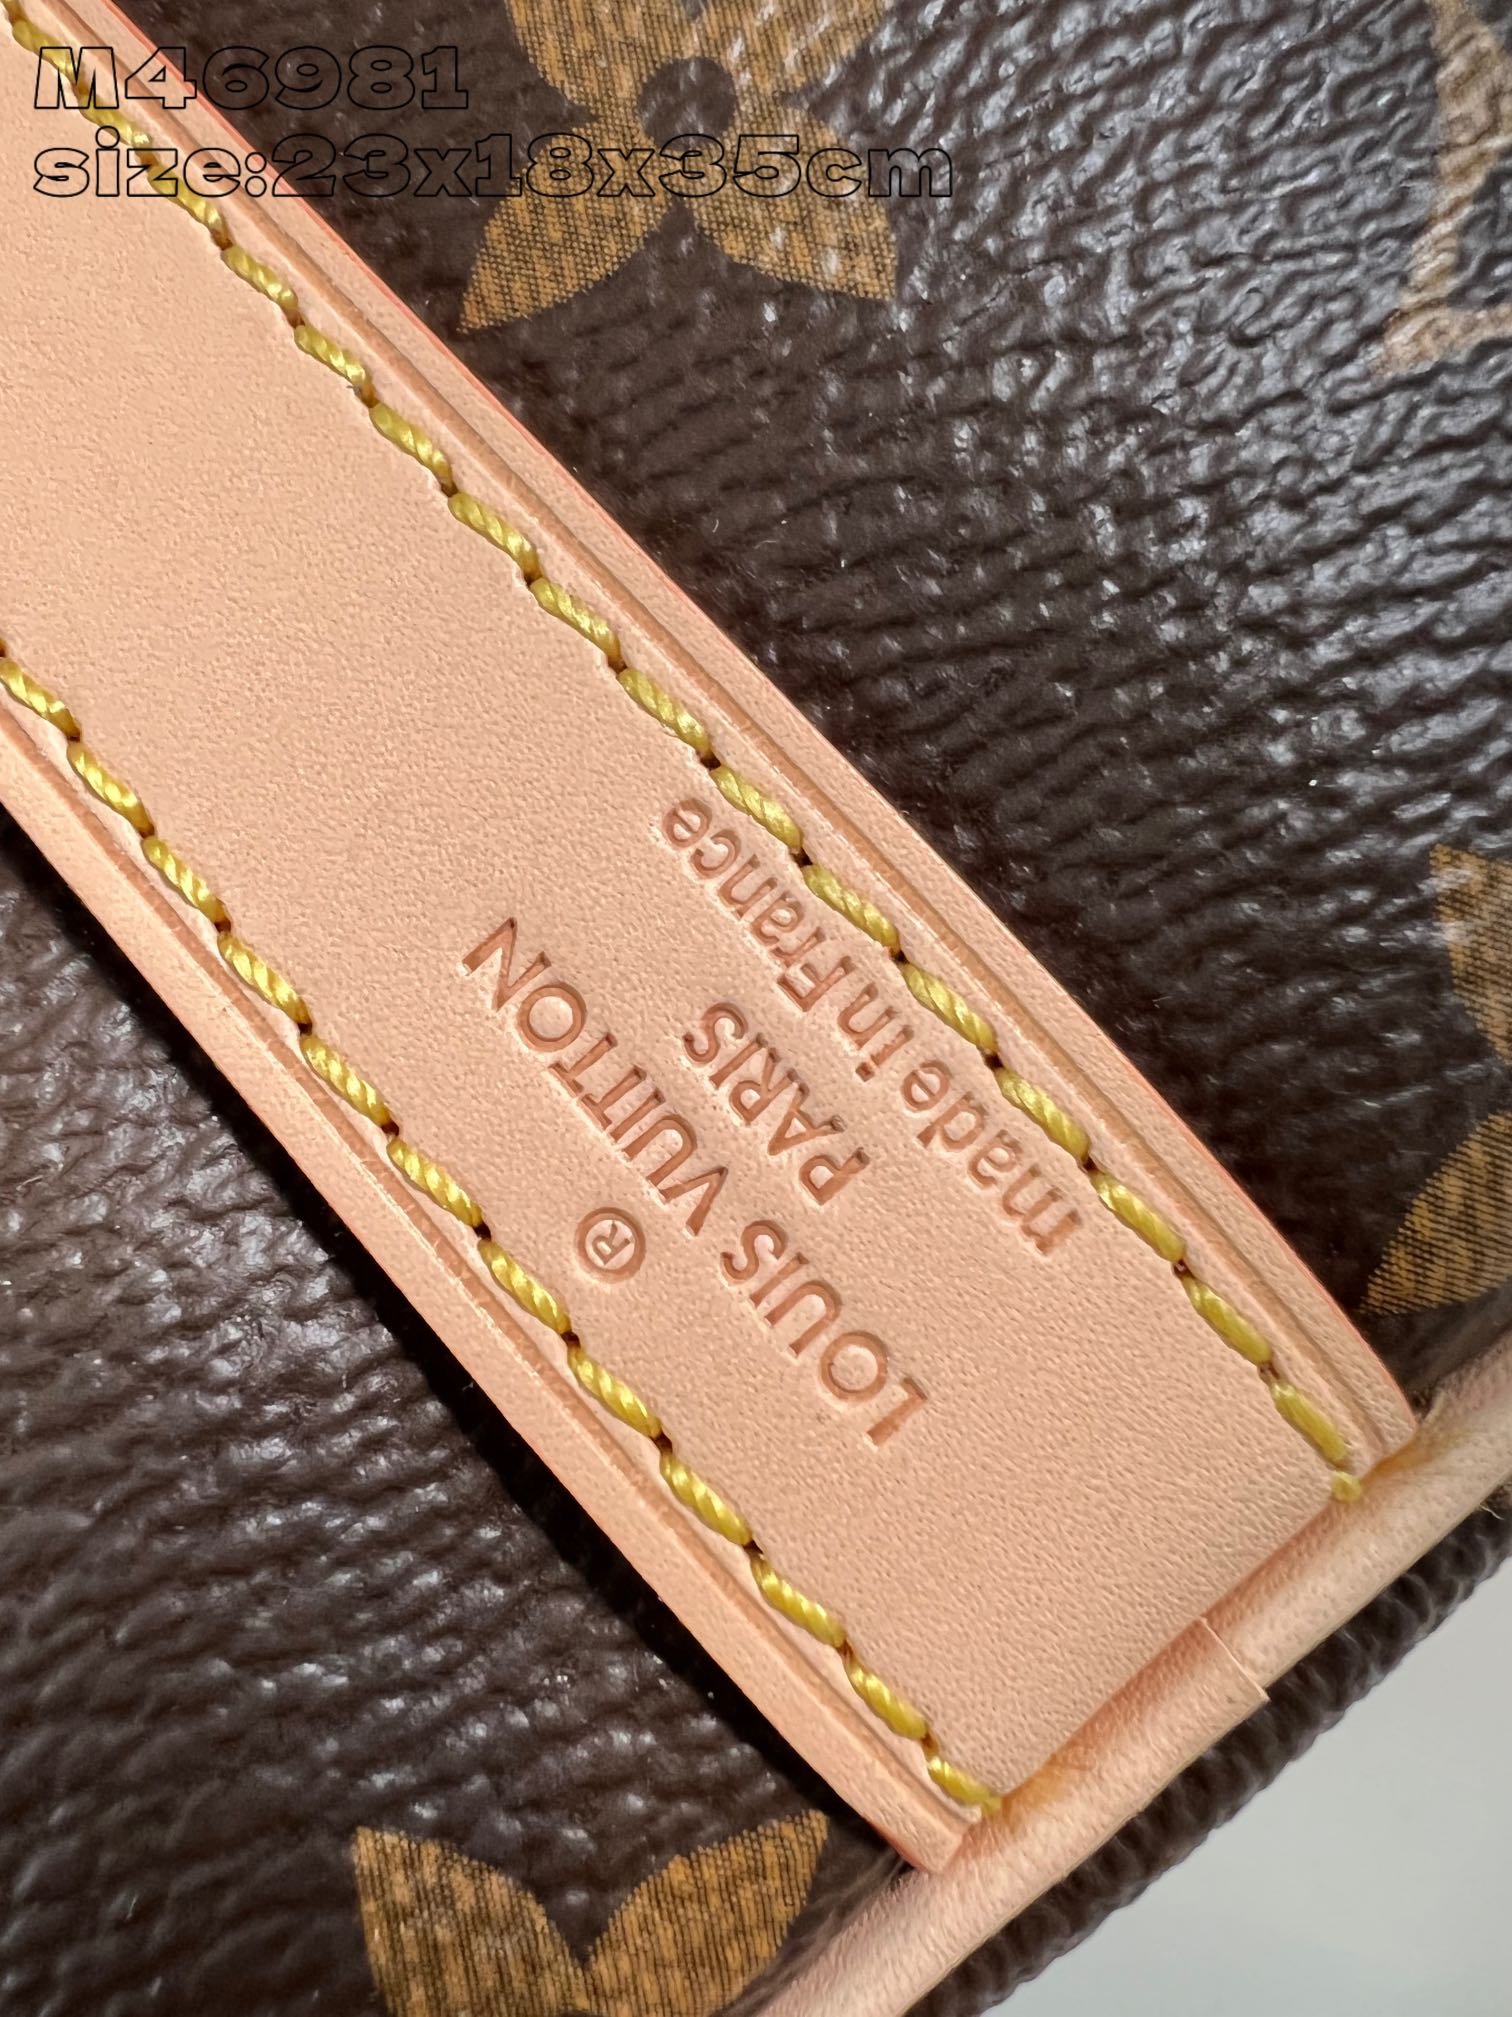 M46981
size:23x18x35cm
®
LOUIS VUITTON
PARIS
made in France